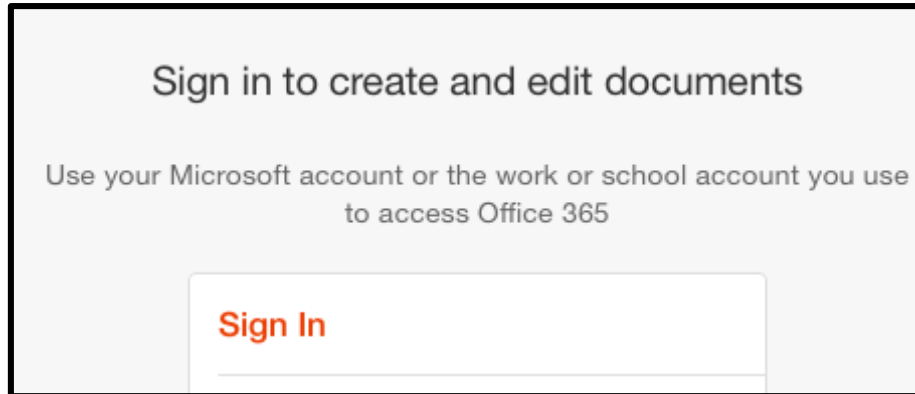 Sign in to create and edit documents
Use your Microsoft account or the work or school account you use
to access Office 365
Sign In